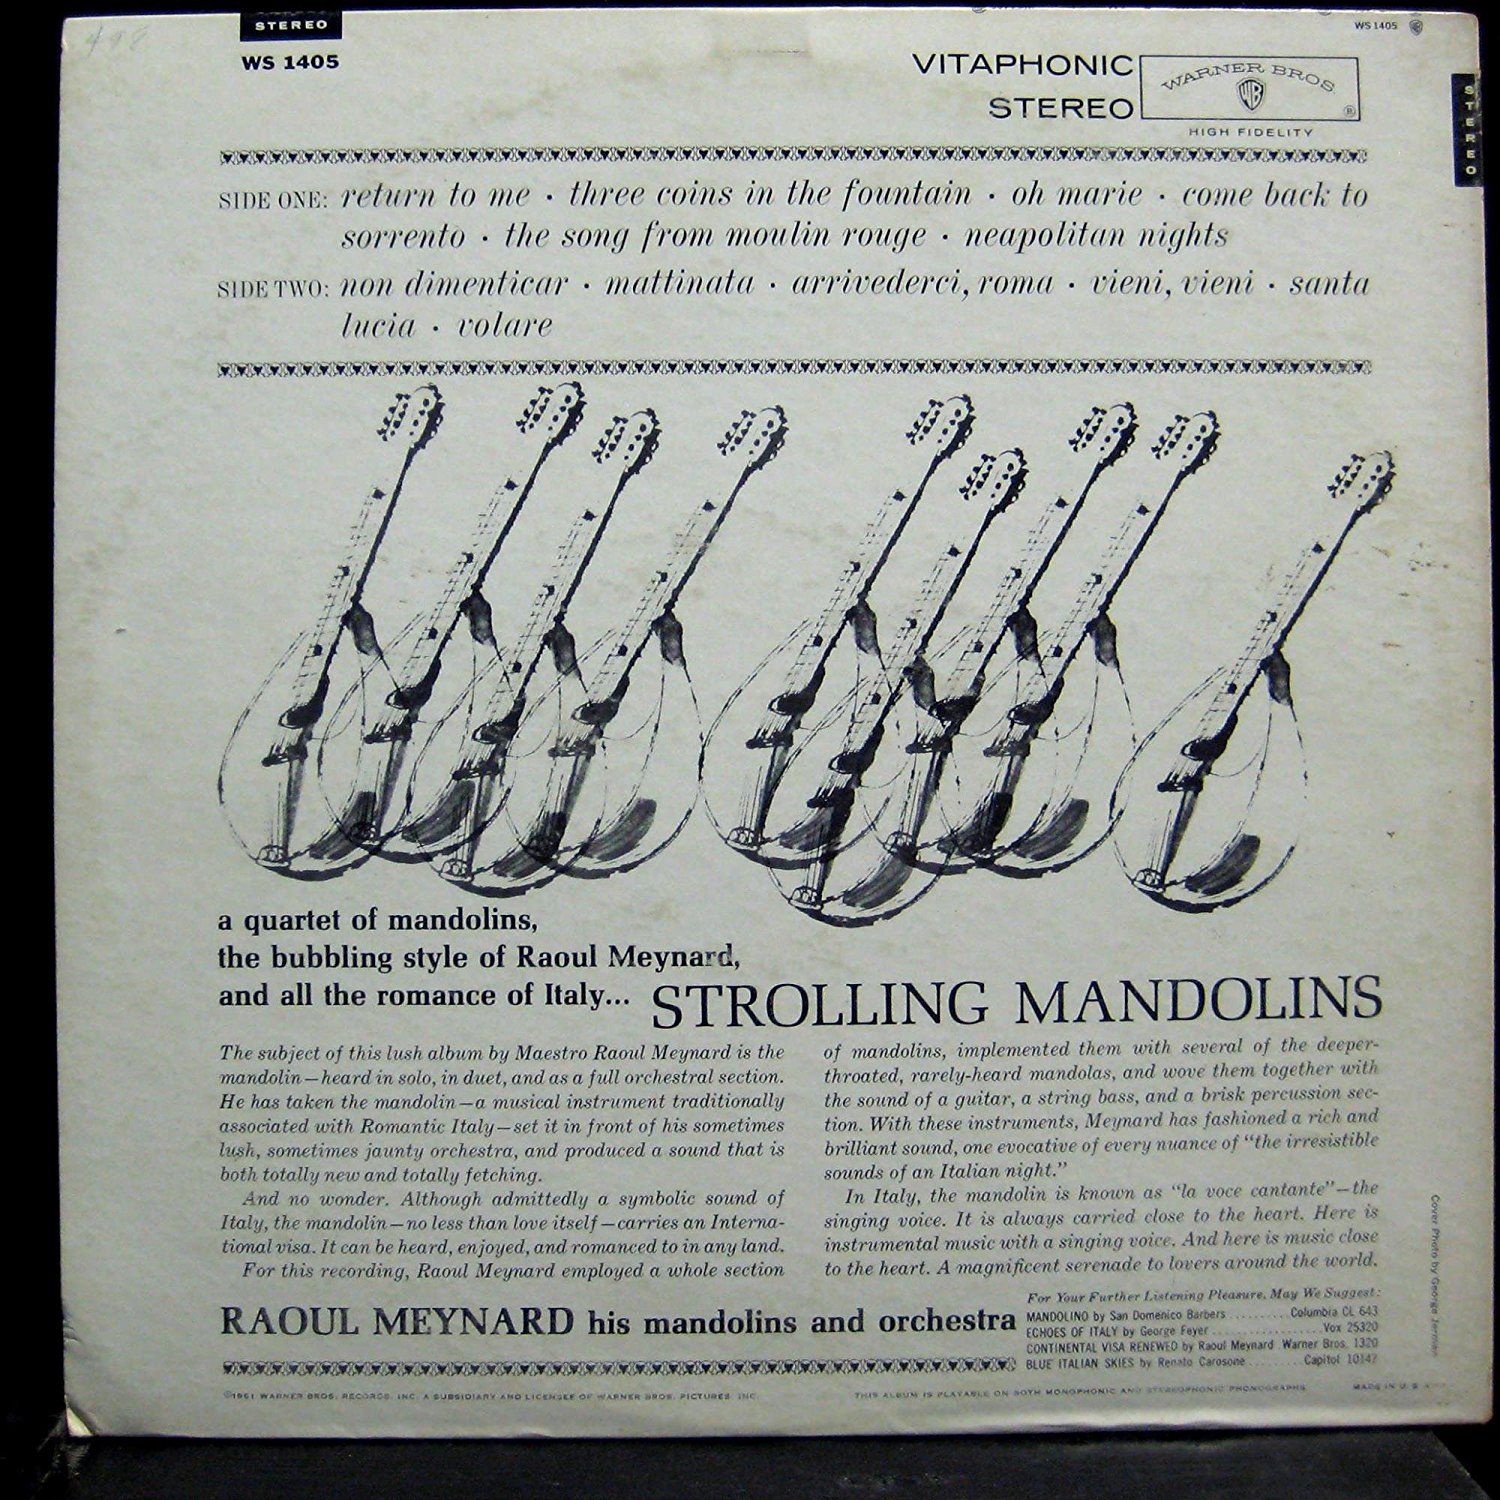 STEREO
WS 1405
WS 1405
VITAPHONIC
STEREO
WARNER BROS
WB
®
HIGH FIDELITY
STEREO
SIDE ONE: return to me · three coins in the fountain · oh marie · come back to
sorrento · the song from moulin rouge · neapolitan nights
SIDE TWO: non dimenticar · mattinata · arrivederci, roma · vieni, vieni · santa
lucia · volare
a quartet of mandolins,
the bubbling style of Raoul Meynard,
and all the romance of Italy... STROLLING MANDOLINS
The subject of this lush album by Maestro Raoul Meynard is the
mandolin—heard in solo, in duet, and as a full orchestral section.
He has taken the mandolin—a musical instrument traditionally
associated with Romantic Italy—set it in front of his sometimes
lush, sometimes jaunty orchestra, and produced a sound that is
both totally new and totally fetching.
And no wonder. Although admittedly a symbolic sound of
Italy, the mandolin—no less than love itself—carries an Interna-
tional visa. It can be heard, enjoyed, and romanced to in any land.
For this recording, Raoul Meynard employed a whole section
of mandolins, implemented them with several of the deeper-
throated, rarely-heard mandolas, and wove them together with
the sound of a guitar, a string bass, and a brisk percussion sec-
tion. With these instruments, Meynard has fashioned a rich and
brilliant sound, one evocative of every nuance of "the irresistible
sounds of an Italian night."
In Italy, the mandolin is known as "la voce cantante"—the
singing voice. It is always carried close to the heart. Here is
instrumental music with a singing voice. And here is music close
to the heart. A magnificent serenade to lovers around the world.
RAOUL MEYNARD his mandolins and orchestra
For Your Further Listening Pleasure, May We Suggest:
MANDOLINO by San Domenico Barbers .......... Columbia CL 643
ECHOES OF ITALY by George Feyer .................. Vox 25320
CONTINENTAL VISA RENEWED by Raoul Meynard Warner Bros. 1320
BLUE ITALIAN SKIES by Renato Carosone ......... Capitol 10147
Cover Photo by George Jerman
©1961 WARNER BROS. RECORDS, INC. A SUBSIDIARY AND LICENSEE OF WARNER BROS. PICTURES INC.
THIS ALBUM IS PLAYABLE ON BOTH MONOPHONIC AND STEREOPHONIC PHONOGRAPHS
MADE IN U.S.A.